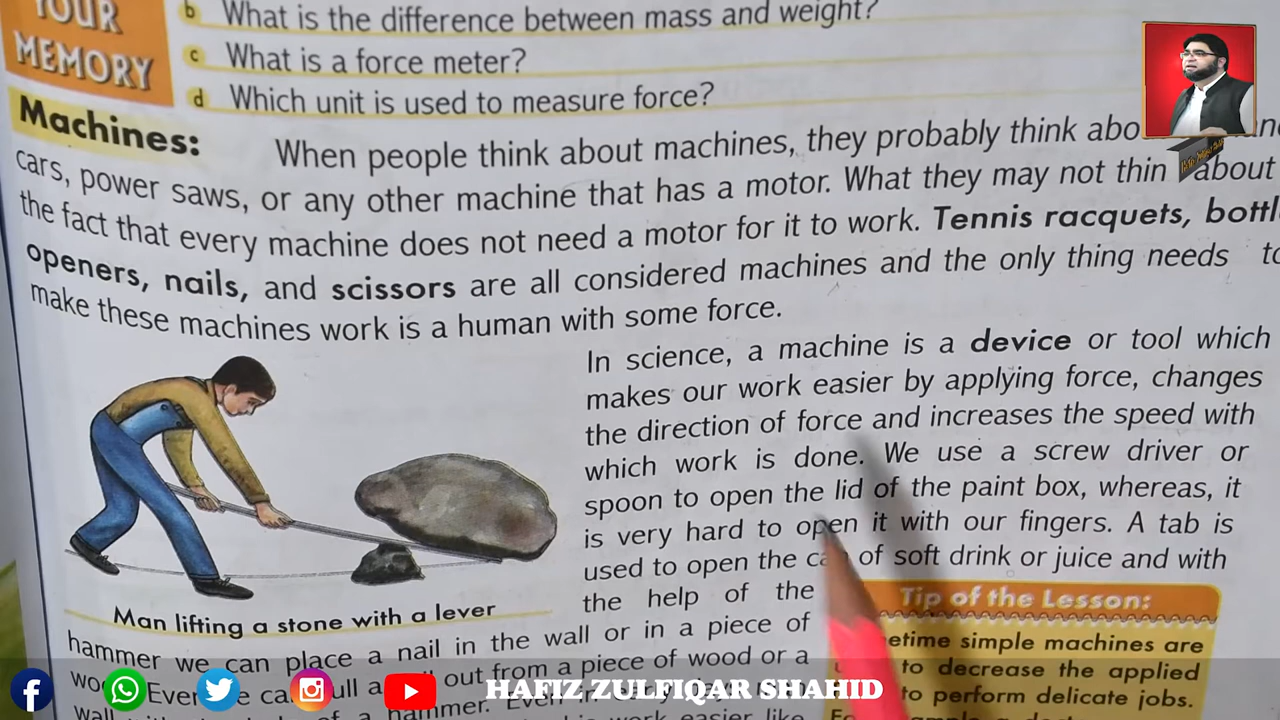 YOUR
MEMORY
b What is the difference between mass and weight?
c What is a force meter?
d Which unit is used to measure force?
Machines: When people think about machines, they probably think
cars, power saws, or any other machine that has a motor. What they may not thin about
the fact that every machine does not need a motor for it to work. Tennis racquets, bottl
openers, nails, and scissors are all considered machines and the only thing needs to
make these machines work is a human with some force.
In science, a machine is a device or tool which
makes our work easier by applying force, changes
the direction of force and increases the speed with
which work is done. We use a screw driver or
spoon to open the lid of the paint box, whereas, it
is very hard to open it with our fingers. A tab is
used to open the can of soft drink or juice and with
the help of the
Man lifting a stone with a lever
hammer we can place a nail in the wall or in a piece of
out from a piece of wood or a
hammer. Even
work easier like
Tip of the Lesson:
etime simple machines are
to decrease the applied
to perform delicate jobs.
HAFIZ ZULFIQAR SHAHID